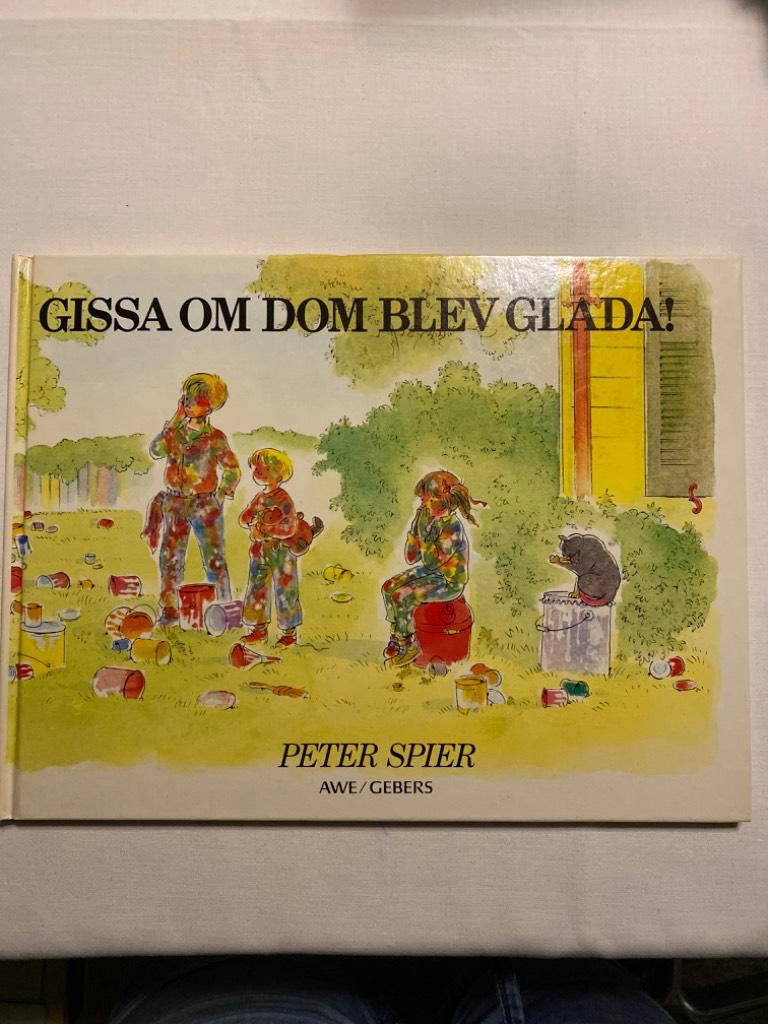 GISSA OM DOM BLEV GLADA!
PETER SPIER
AWE/GEBERS